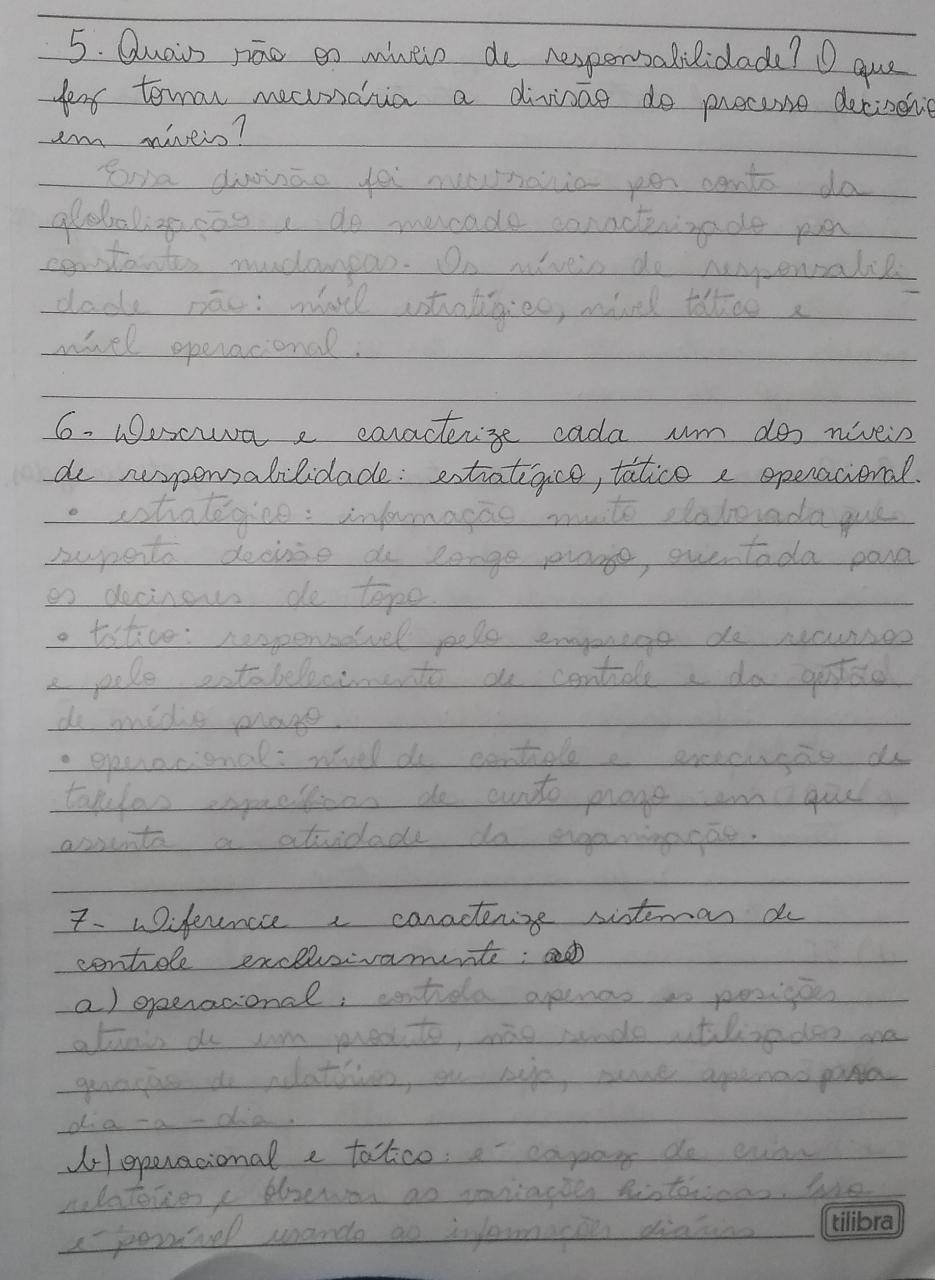 5. Quais são os níveis de responsabilidade? O que
fez tornar necessária a divisão do processo decisório
em níveis?
Essa divisão foi necessária por conta da
globalização e do mercado caracterizado por
constantes mudanças. Os níveis de responsabili-
dade são: nível estratégico, nível tático e
nível operacional.
6- Descreva e caracterize cada um dos níveis
de responsabilidade: estratégico, tático e operacional.
• estratégico: informação muito elaborada que
suporta decisão de longo prazo, orientada para
os decisores de topo.
• tático: responsável pelo emprego de recursos
e pelo estabelecimento de controle e da gestão
de médio prazo.
• operacional: nível de controle e execução de
tarefas específicas de curto prazo em que
assenta a atividade da organização.
7- Diferencie e caracterize sistemas de
controle exclusivamente:
a) operacional: controla apenas as posições
atuais de um produto, não sendo utilizados na
geração de relatórios, ou seja, serve apenas para
dia-a-dia.
b) operacional e tático: é capaz de criar
relatórios e observar as variações históricas. Isso
é possível usando as informações diárias
tilibra